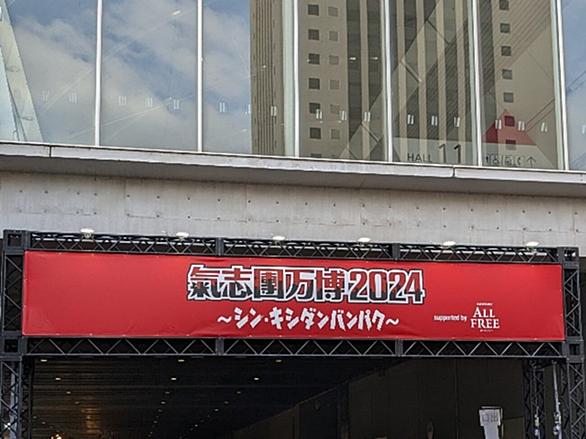 HALL 11
氣志團万博2024
～シン・キシダンバンパク～
supported by
ALL
FREE